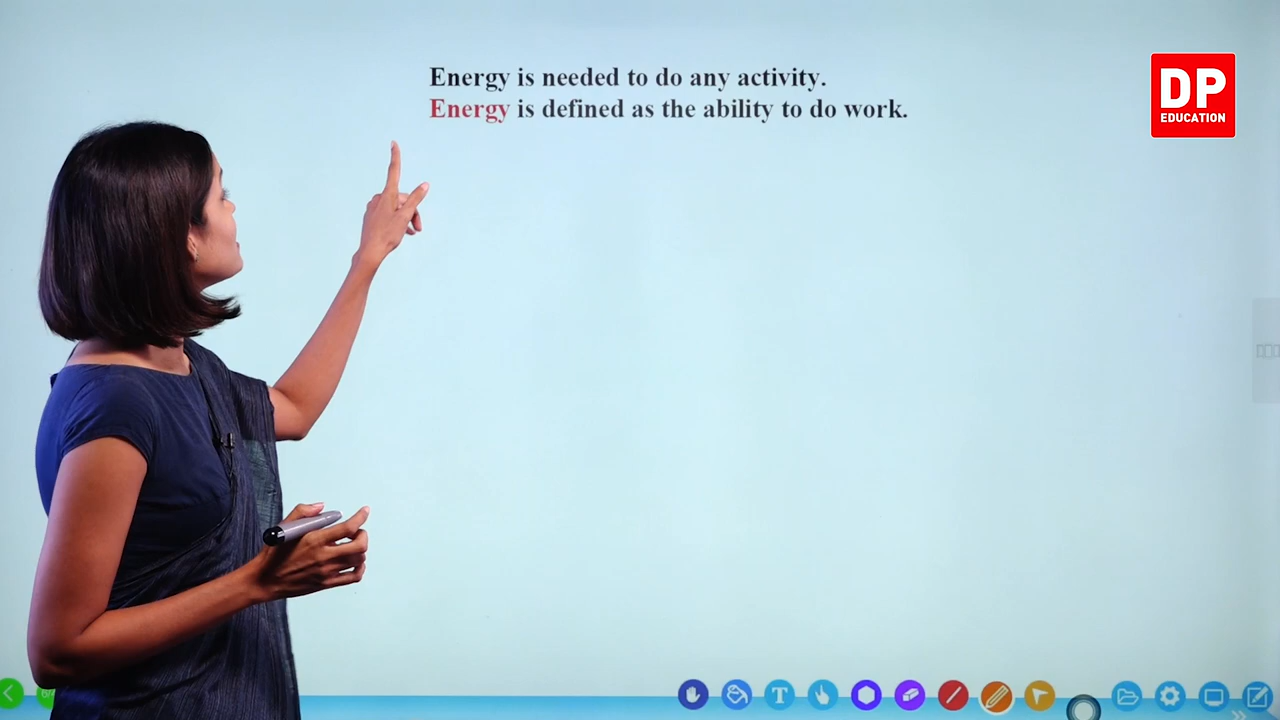 Energy is needed to do any activity.
Energy is defined as the ability to do work.
DP
EDUCATION